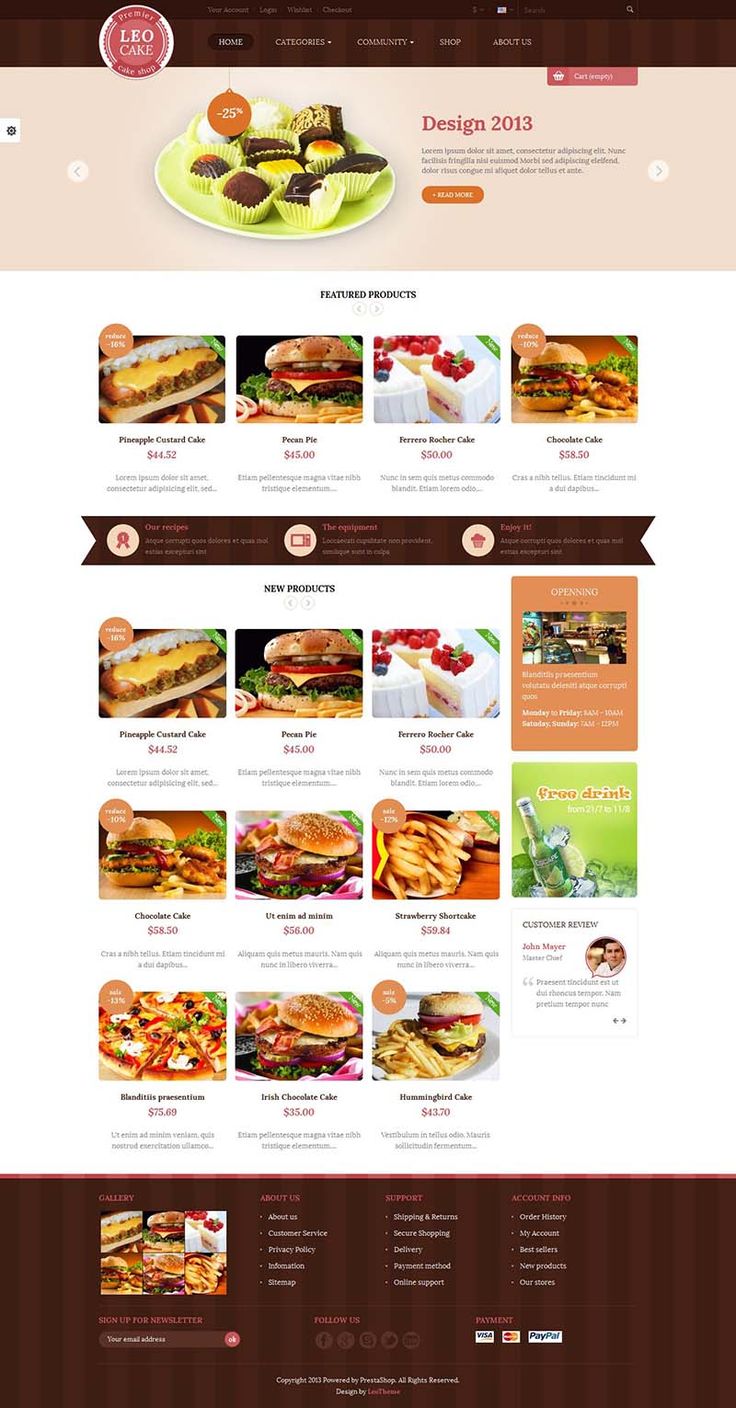 Your Account Login Wishlist Checkout $ Search
Premier
LEO
CAKE
cake shop
HOME CATEGORIES COMMUNITY SHOP ABOUT US
Cart (empty)
-25%
Design 2013
Lorem ipsum dolor sit amet, consectetur adipiscing elit. Nunc
facilisis fringilla nisi euismod Morbi sed adipiscing eleifend,
dolor risus congue mi aliquet dolor tellus et ante.
+ READ MORE
FEATURED PRODUCTS
reduce
-16%
New
New
New
reduce
-10%
New
Pineapple Custard Cake
$44.52
Lorem ipsum dolor sit amet,
consectetur adipisicing elit, sed...
Pecan Pie
$45.00
Etiam pellentesque magna vitae nibh
tristique elementum....
Ferrero Rocher Cake
$50.00
Nunc in sem quis metus commodo
blandit. Etiam lorem odio,...
Chocolate Cake
$58.50
Cras a nibh tellus. Etiam tincidunt mi
a dui dapibus...
Our recipes
Atque corrupti quos dolores et quas mol
estias excepturi sint
The equipment
Loccaecati cupiditate non provident,
similique sunt in culpa
Enjoy it!
Atque corrupti quos dolores et quas mol
estias excepturi sint
NEW PRODUCTS
reduce
-16%
New
New
New
Pineapple Custard Cake
$44.52
Lorem ipsum dolor sit amet,
consectetur adipisicing elit, sed...
Pecan Pie
$45.00
Etiam pellentesque magna vitae nibh
tristique elementum....
Ferrero Rocher Cake
$50.00
Nunc in sem quis metus commodo
blandit. Etiam lorem odio,...
reduce
-10%
New
New
sale
-12%
New
Chocolate Cake
$58.50
Cras a nibh tellus. Etiam tincidunt mi
a dui dapibus...
Ut enim ad minim
$56.00
Aliquam quis metus mauris. Nam quis
nunc in libero viverra...
Strawberry Shortcake
$59.84
Aliquam quis metus mauris. Nam quis
nunc in libero viverra...
sale
-13%
New
New
sale
-5%
New
Blanditiis praesentium
$75.69
Ut enim ad minim veniam, quis
nostrud exercitation ullamco...
Irish Chocolate Cake
$35.00
Etiam pellentesque magna vitae nibh
tristique elementum....
Hummingbird Cake
$43.70
Vestibulum in tellus odio. Mauris
sollicitudin fermentum...
OPENNING
Blanditiis praesentium
volutatu deleniti atque corrupti
quos
Monday to Friday: 8AM - 10AM
Satuday, Sunday: 7AM - 12PM
free drink
from 21/7 to 11/8
CUSTOMER REVIEW
John Mayer
Master Chief
Praesent tincidunt est ut
dui rhoncus tempor. Nam
pretium tempor nunc
GALLERY
ABOUT US
About us
Customer Service
Privacy Policy
Infomation
Sitemap
SUPPORT
Shipping & Returns
Secure Shopping
Delivery
Payment method
Online support
ACCOUNT INFO
Order History
My Account
Best sellers
New products
Our stores
SIGN UP FOR NEWSLETTER
Your email address ok
FOLLOW US
PAYMENT
VISA MasterCard PayPal
Copyright 2013 Powered by PrestaShop. All Rights Reserved.
Design by LeoTheme